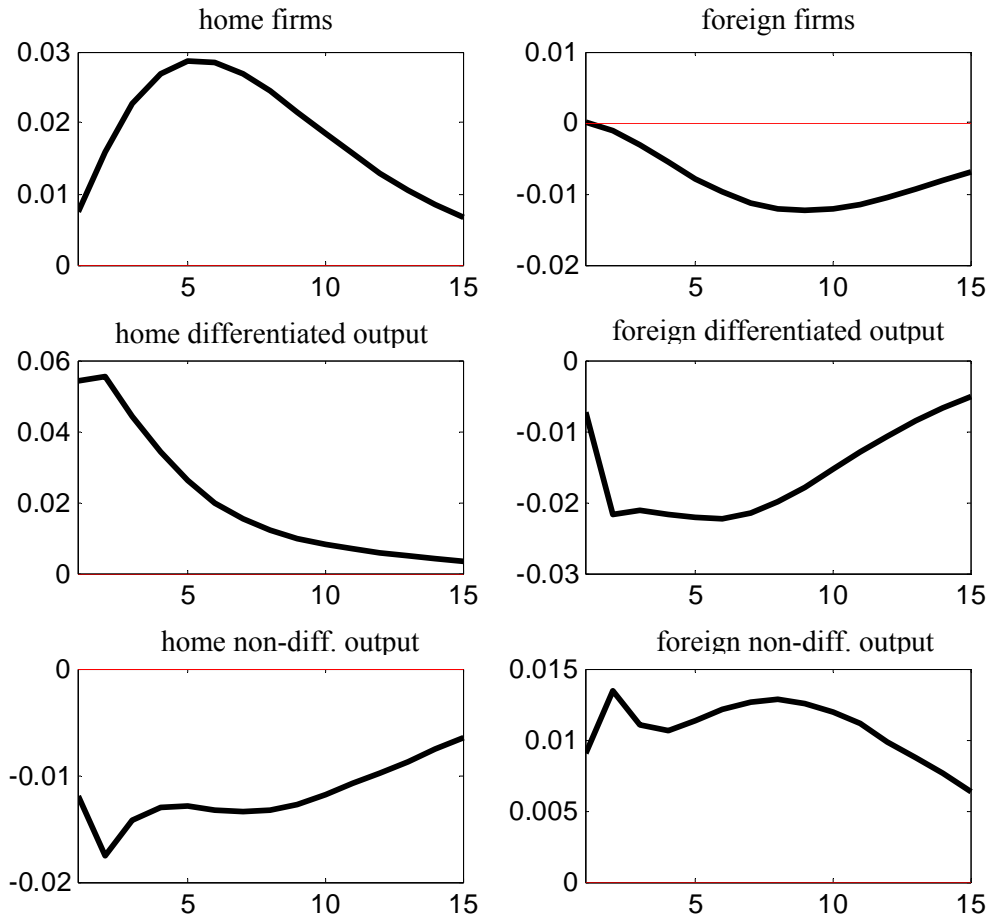 home firms
0.03
0.02
0.01
0
5 10 15
foreign firms
0.01
0
-0.01
-0.02
5 10 15
home differentiated output
0.06
0.04
0.02
0
5 10 15
foreign differentiated output
0
-0.01
-0.02
-0.03
5 10 15
home non-diff. output
0
-0.01
-0.02
5 10 15
foreign non-diff. output
0.015
0.01
0.005
0
5 10 15